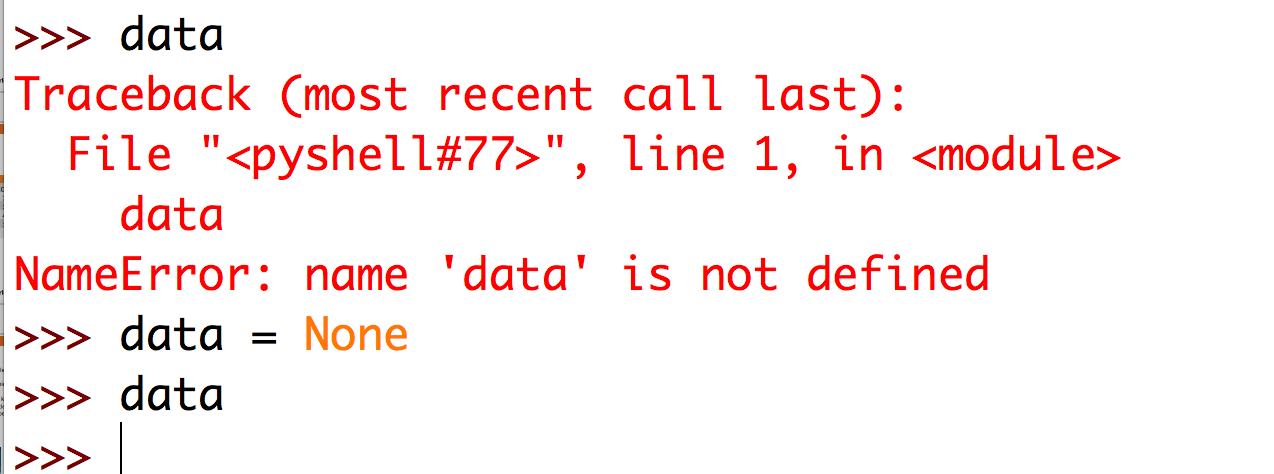 >>> data
Traceback (most recent call last):
  File "<pyshell#77>", line 1, in <module>
    data
NameError: name 'data' is not defined
>>> data = None
>>> data
>>>